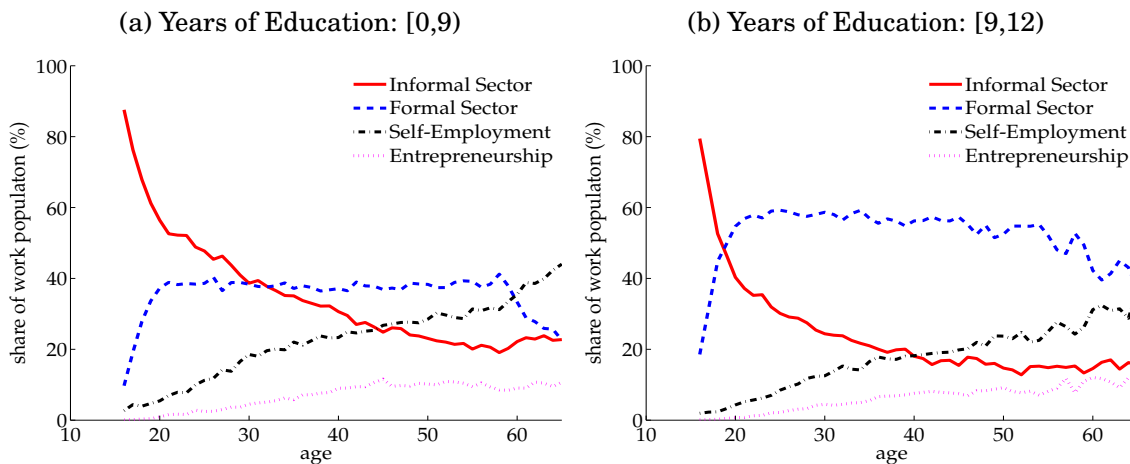 (a) Years of Education: [0,9)
100
80
60
40
20
0
10
20
30
40
50
60
age
share of work populaton (%)
Informal Sector
Formal Sector
Self-Employment
Entrepreneurship
(b) Years of Education: [9,12)
100
80
60
40
20
0
10
20
30
40
50
60
age
share of work populaton (%)
Informal Sector
Formal Sector
Self-Employment
Entrepreneurship